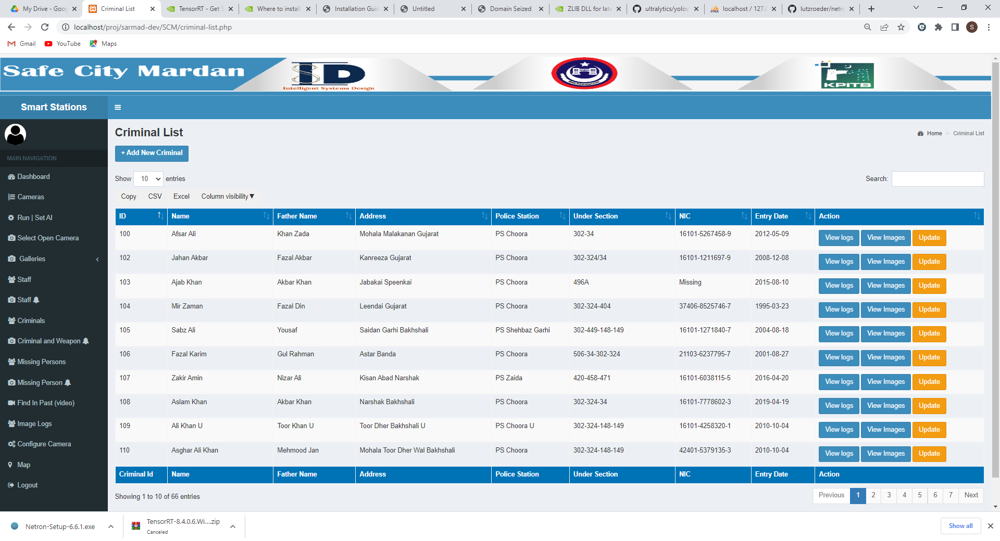 My Drive - Goog
Criminal List
TensorRT - Get S
Where to install
Installation Guid
Untitled
Domain Seized
ZLIB DLL for late
ultralytics/yolov
localhost / 127.0
lutzroeder/netro
localhost/proj/sarmad-dev/SCM/criminal-list.php
S
Gmail YouTube Maps
Safe City Mardan
ISD
Intelligent Systems Design
KPITB
Smart Stations
MAIN NAVIGATION
Dashboard
Cameras
Run | Set AI
Select Open Camera
Galleries
Staff
Staff
Criminals
Criminal and Weapon
Missing Persons
Missing Person
Find In Past (video)
Image Logs
Configure Camera
Map
Logout
Criminal List
Home > Criminal List
+ Add New Criminal
Show 10 entries
Search:
Copy CSV Excel Column visibility▼
ID Name Father Name Address Police Station Under Section NIC Entry Date Action
100 Afsar Ali Khan Zada Mohala Malakanan Gujarat PS Choora 302-34 16101-5267458-9 2012-05-09 View logs View Images Update
102 Jahan Akbar Fazal Akbar Kanreeza Gujarat PS Choora 302-324/34 16101-1211697-9 2008-12-08 View logs View Images Update
103 Ajab Khan Akbar Khan Jabakai Speenkai PS Choora 496A Missing 2015-08-10 View logs View Images Update
104 Mir Zaman Fazal Din Leendai Gujarat PS Choora 302-324-404 37406-8525746-7 1995-03-23 View logs View Images Update
105 Sabz Ali Yousaf Saidan Garhi Bakhshali PS Shehbaz Garhi 302-449-148-149 16101-1271840-7 2004-08-18 View logs View Images Update
106 Fazal Karim Gul Rahman Astar Banda PS Choora 506-34-302-324 21103-6237795-7 2001-08-27 View logs View Images Update
107 Zakir Amin Nizar Ali Kisan Abad Narshak PS Zaida 420-458-471 16101-6038115-5 2016-04-20 View logs View Images Update
108 Aslam Khan Akbar Khan Narshak Bakhshali PS Choora 302-324-34 16101-7778602-3 2019-04-19 View logs View Images Update
109 Ali Khan U Toor Khan U Toor Dher Bakhshali U PS Choora U 302-324-148-149 16101-4258320-1 2010-10-04 View logs View Images Update
110 Asghar Ali Khan Mehmood Jan Mohala Toor Dher Wal Bakhshali PS Choora 302-324-148-149 42401-5379135-3 2010-10-04 View logs View Images Update
Criminal Id Name Father Name Address Police Station Under Section NIC Entry Date Action
Showing 1 to 10 of 66 entries
Previous 1 2 3 4 5 6 7 Next
Netron-Setup-6.6.1.exe
TensorRT-8.4.0.6.Wi....zip
Canceled
Show all